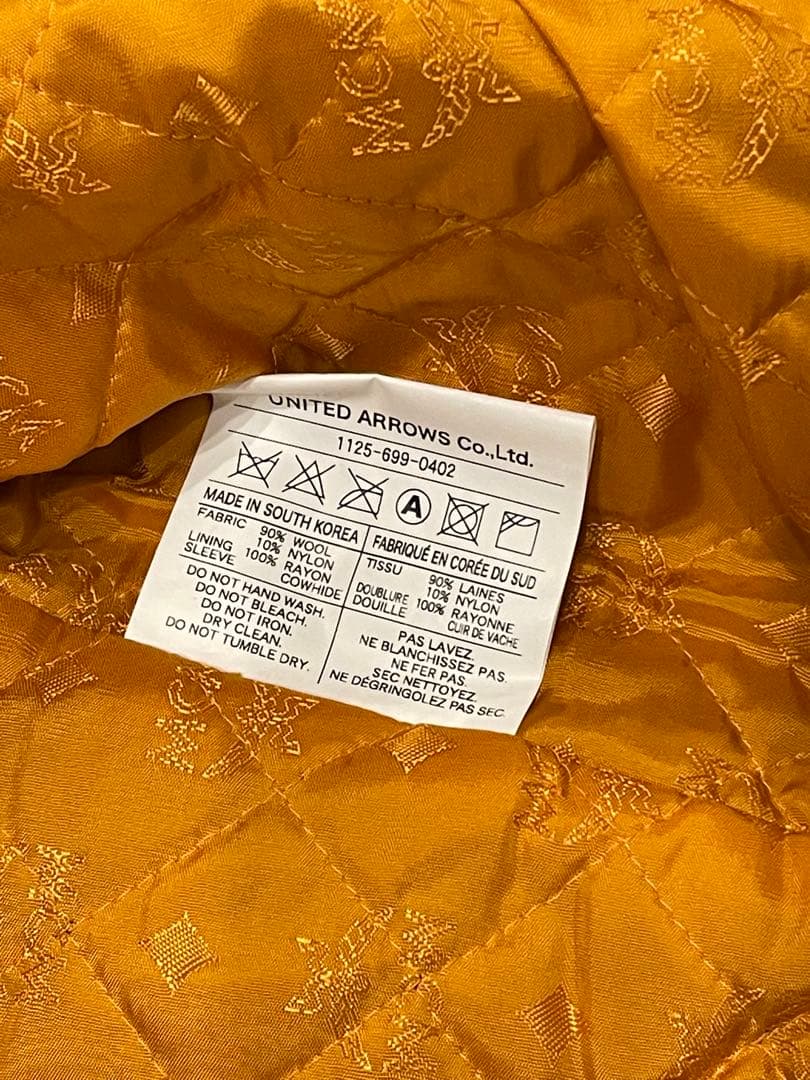 MCM
MCM
UNITED ARROWS Co.,Ltd.
1125-699-0402
A
MADE IN SOUTH KOREA
FABRIC 90% WOOL
10% NYLON
LINING 100% RAYON
SLEEVE COWHIDE
DO NOT HAND WASH.
DO NOT BLEACH.
DO NOT IRON.
DRY CLEAN.
DO NOT TUMBLE DRY.
FABRIQUÉ EN CORÉE DU SUD
TISSU 90% LAINES
10% NYLON
DOUBLURE 100% RAYONNE
DOUILLE CUIR DE VACHE
PAS LAVEZ.
NE BLANCHISSEZ PAS.
NE FER PAS.
SEC NETTOYEZ.
NE DÉGRINGOLEZ PAS SEC.
MCM